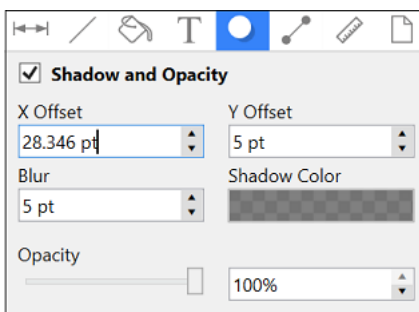 T
Shadow and Opacity
X Offset
Y Offset
28.346 pt
5 pt
Blur
Shadow Color
5 pt
Opacity
100%